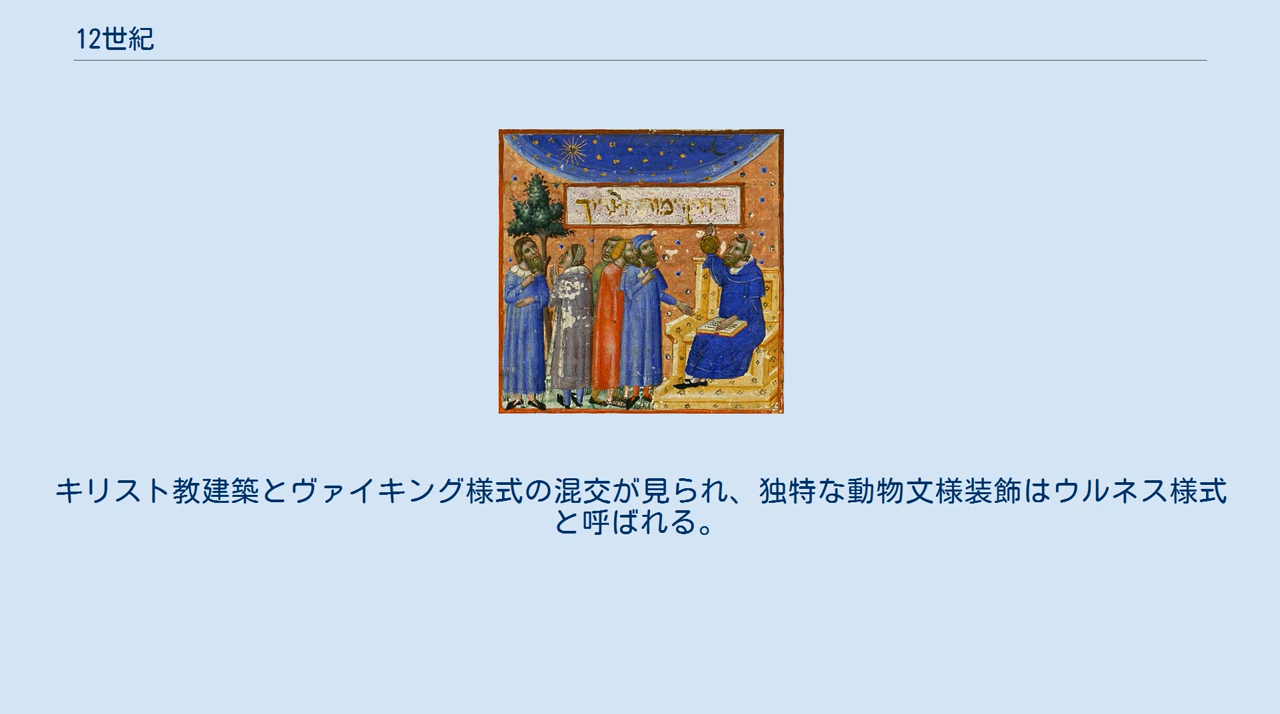 12世紀
キリスト教建築とヴァイキング様式の混交が見られ、独特な動物文様装飾はウルネス様式
と呼ばれる。